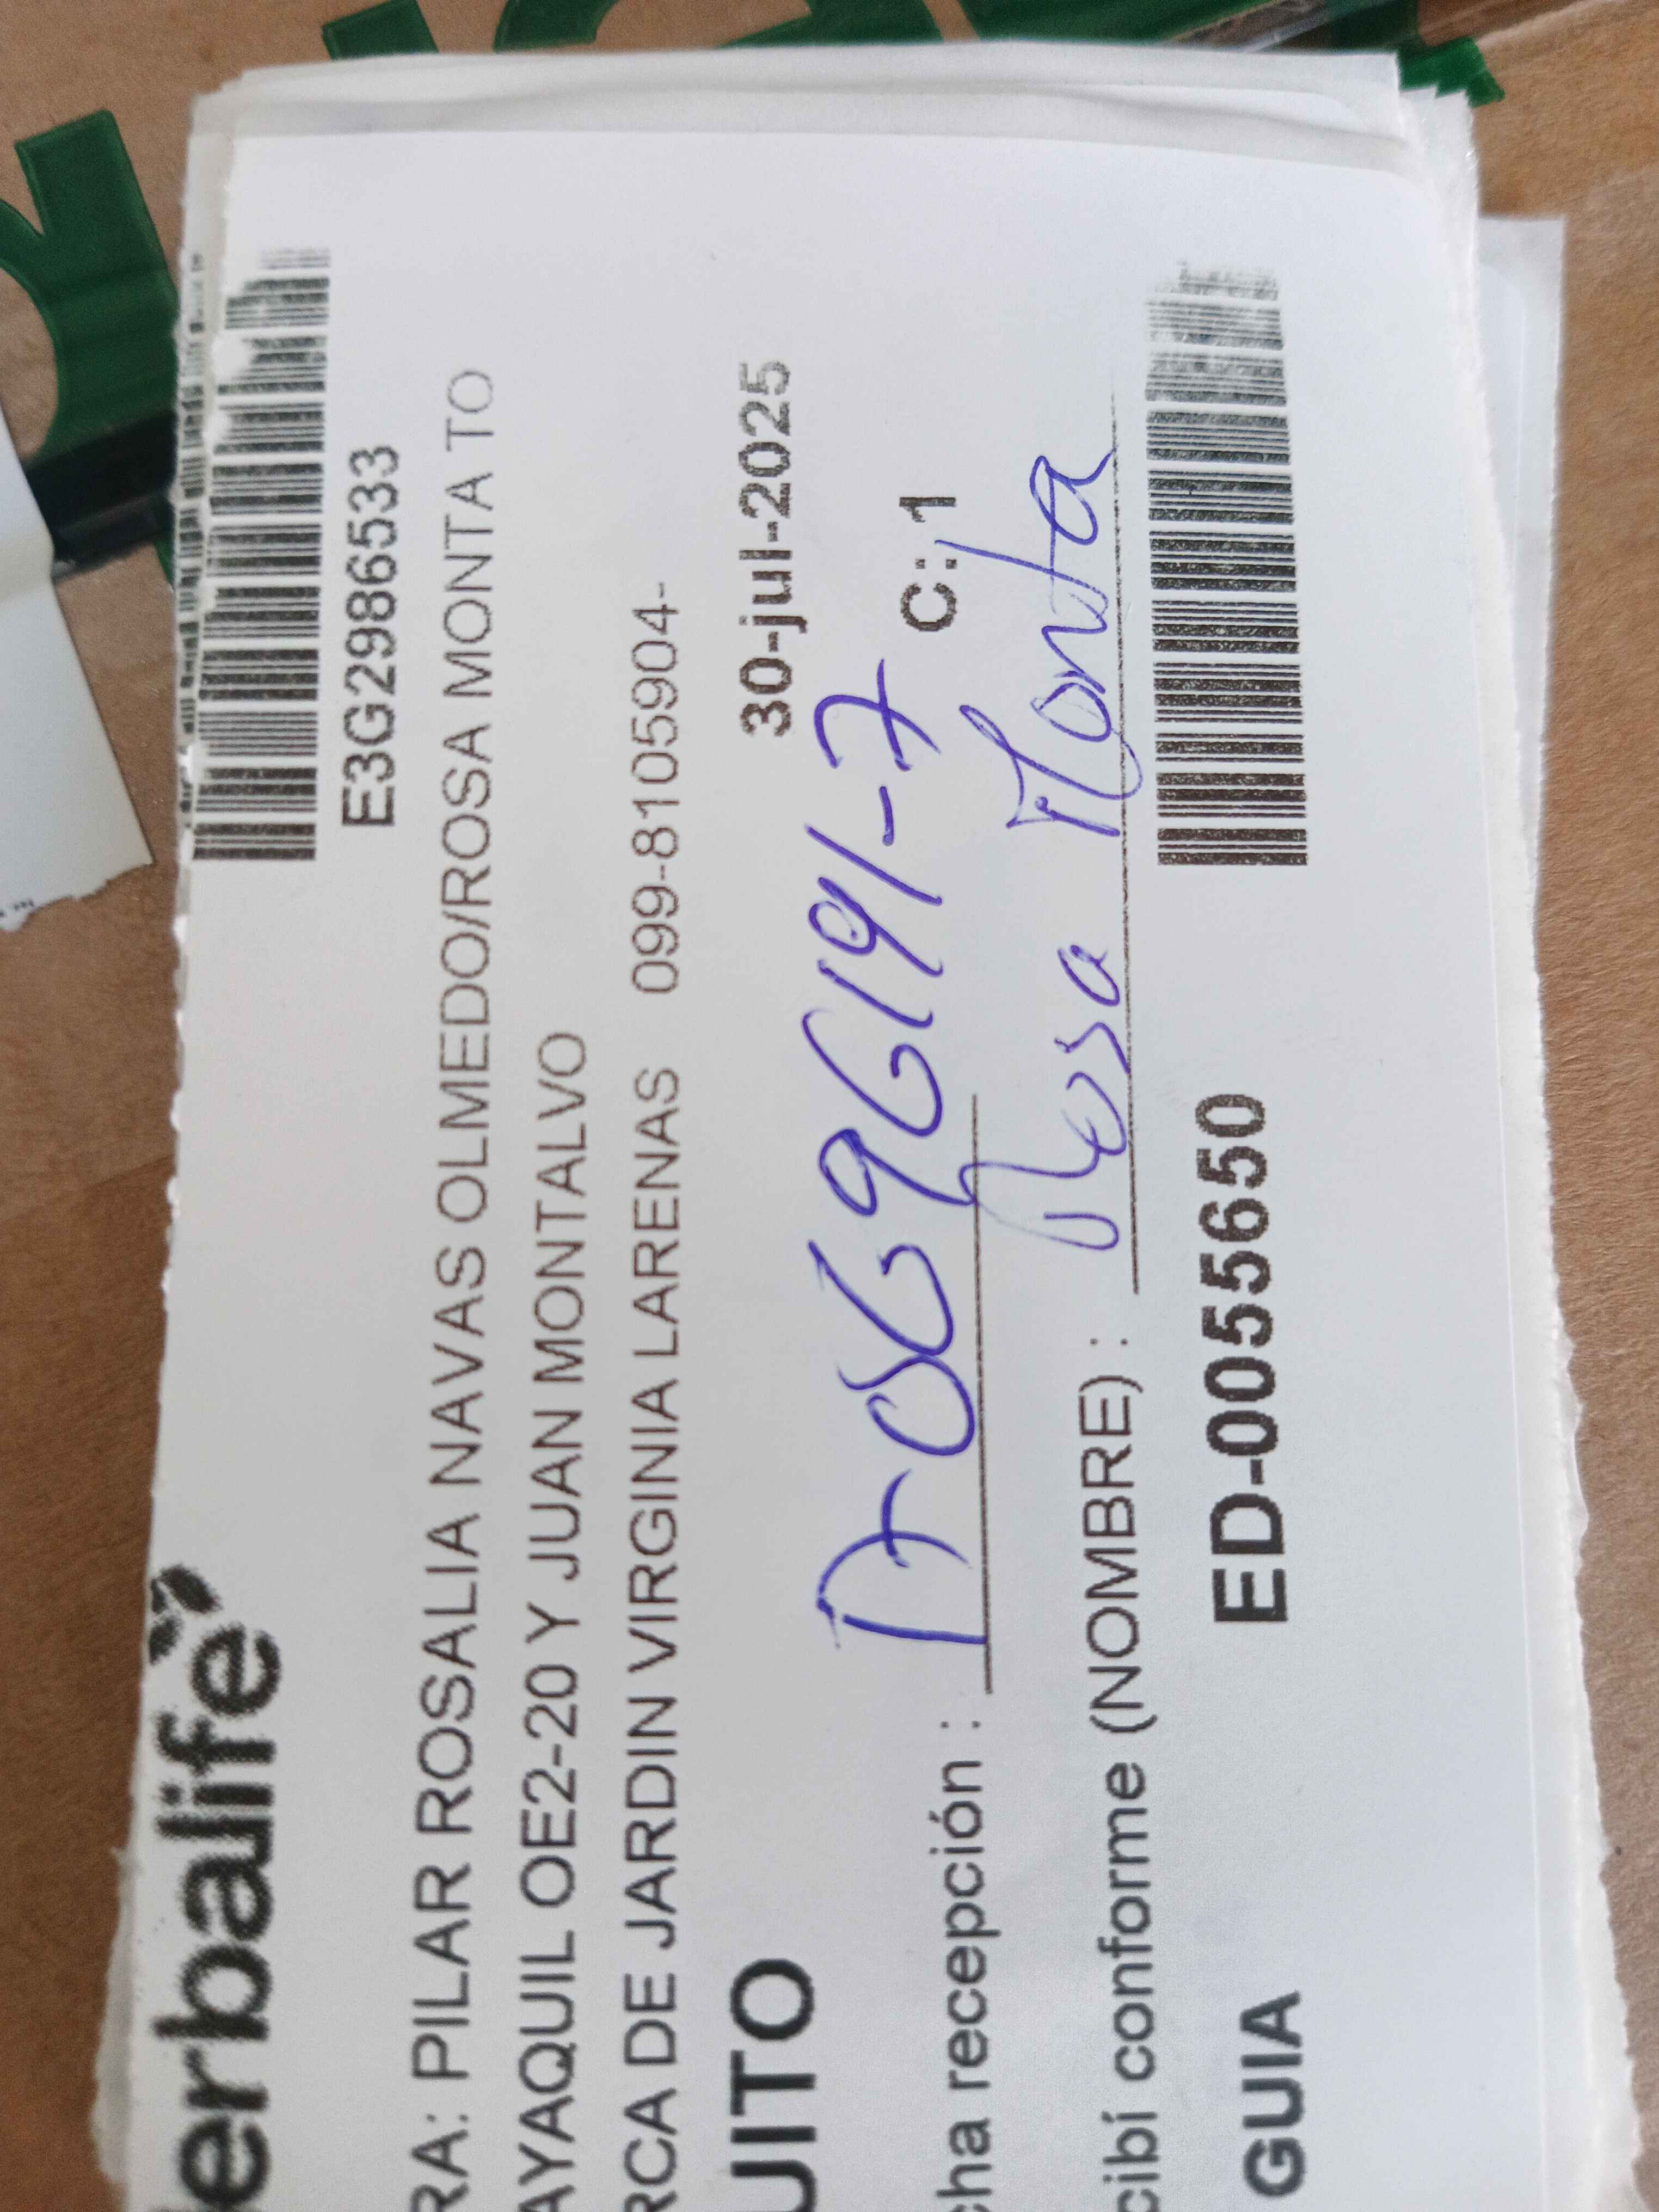 erbalife
E3G2986533
RA: PILAR ROSALIA NAVAS OLMEDO/ROSA MONTA TO
AYAQUIL OE2-20 Y JUAN MONTALVO
RCA DE JARDIN VIRGINIA LARENAS 099-8105904-
UITO 30-jul-2025
C:1
cha recepción :
cibí conforme (NOMBRE) : Rosa Monta
GUIA ED-0055650